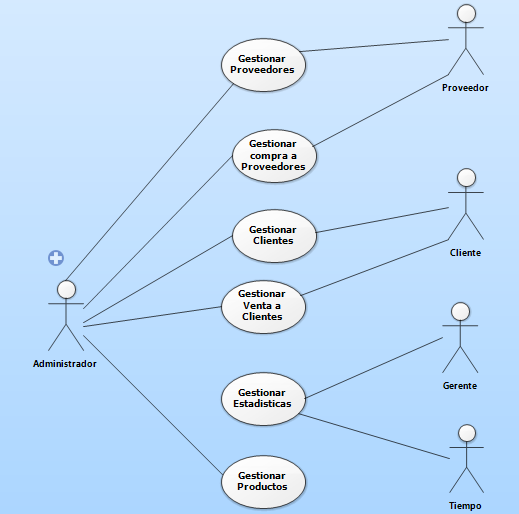 Gestionar
Proveedores
Proveedor
Gestionar
compra a
Proveedores
Gestionar
Clientes
Cliente
Gestionar
Venta a
Clientes
Administrador
Gestionar
Estadisticas
Gerente
Gestionar
Productos
Tiempo